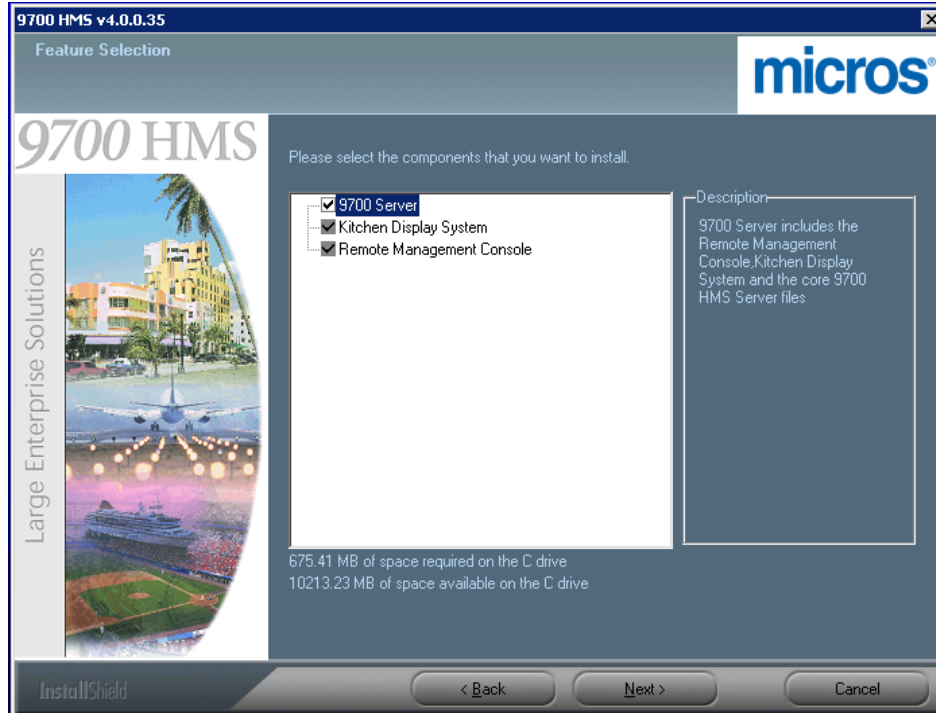 9700 HMS v4.0.0.35
Feature Selection
micros®
9700 HMS
Large Enterprise Solutions
Please select the components that you want to install.
9700 Server
Kitchen Display System
Remote Management Console
Description
9700 Server includes the
Remote Management
Console,Kitchen Display
System and the core 9700
HMS Server files
675.41 MB of space required on the C drive
10213.23 MB of space available on the C drive
InstallShield
< Back
Next >
Cancel